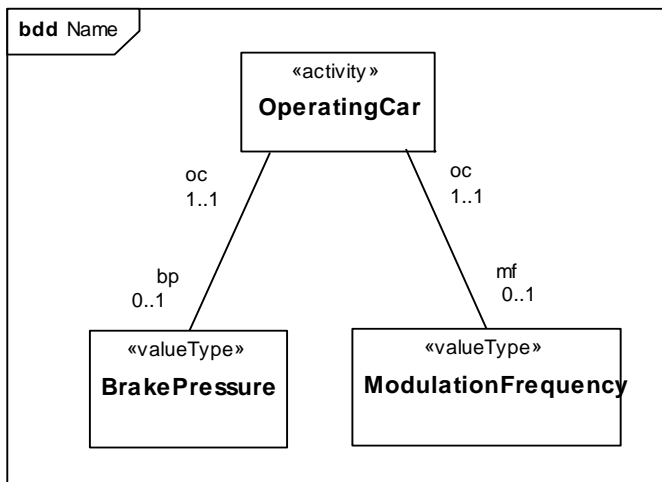 bdd Name
«activity»
OperatingCar
oc
1..1
oc
1..1
bp
0..1
mf
0..1
«valueType»
BrakePressure
«valueType»
ModulationFrequency